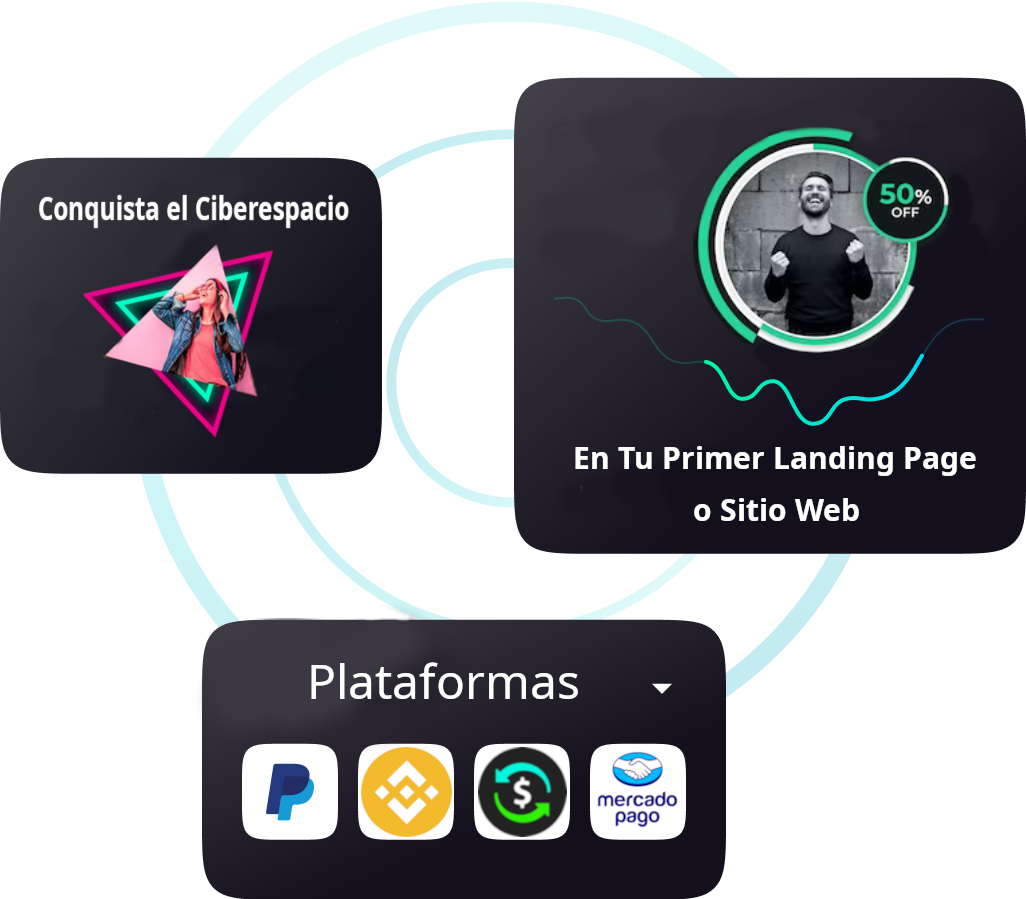 Conquista el Ciberespacio
50%
OFF
En Tu Primer Landing Page
o Sitio Web
Plataformas
$
mercado
pago